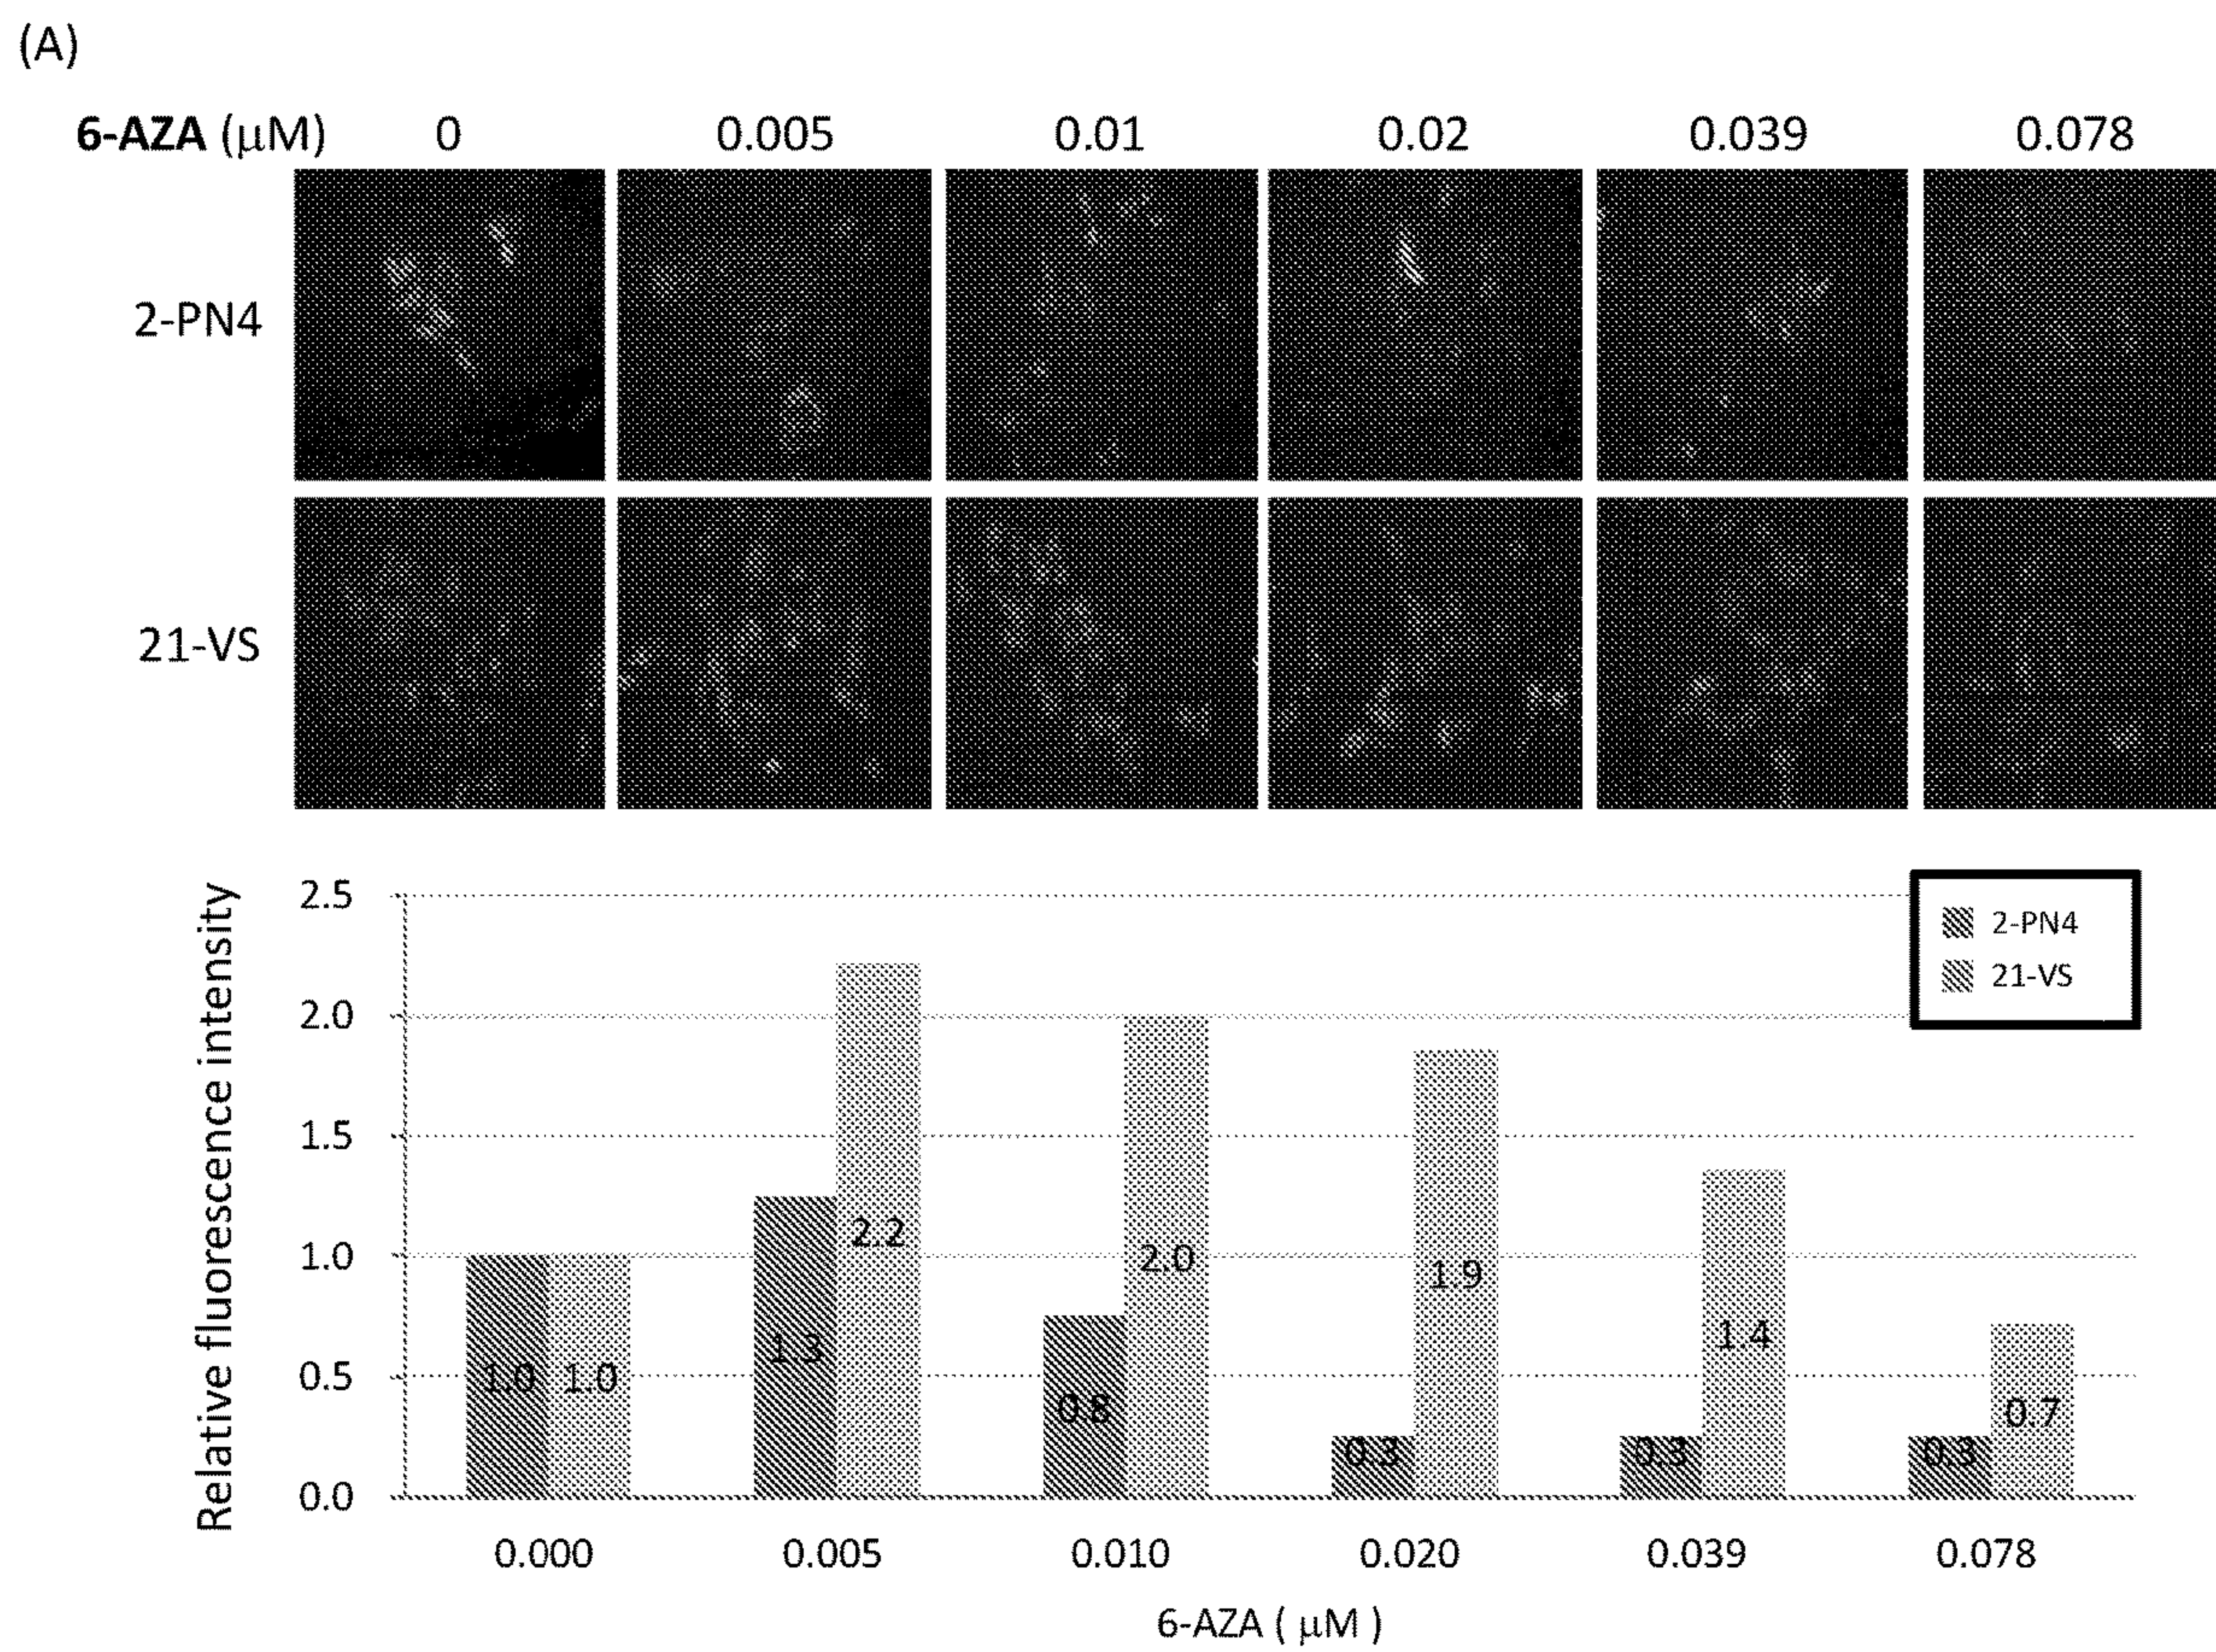 (A)
6-AZA (μM) 0 0.005 0.01 0.02 0.039 0.078
2-PN4
21-VS
Relative fluorescence intensity
2.5
2.0
1.5
1.0
0.5
0.0
2-PN4
21-VS
1.0 1.0 1.3 2.2 0.8 2.0 0.3 1.9 0.3 1.4 0.3 0.7
0.000 0.005 0.010 0.020 0.039 0.078
6-AZA ( μM )